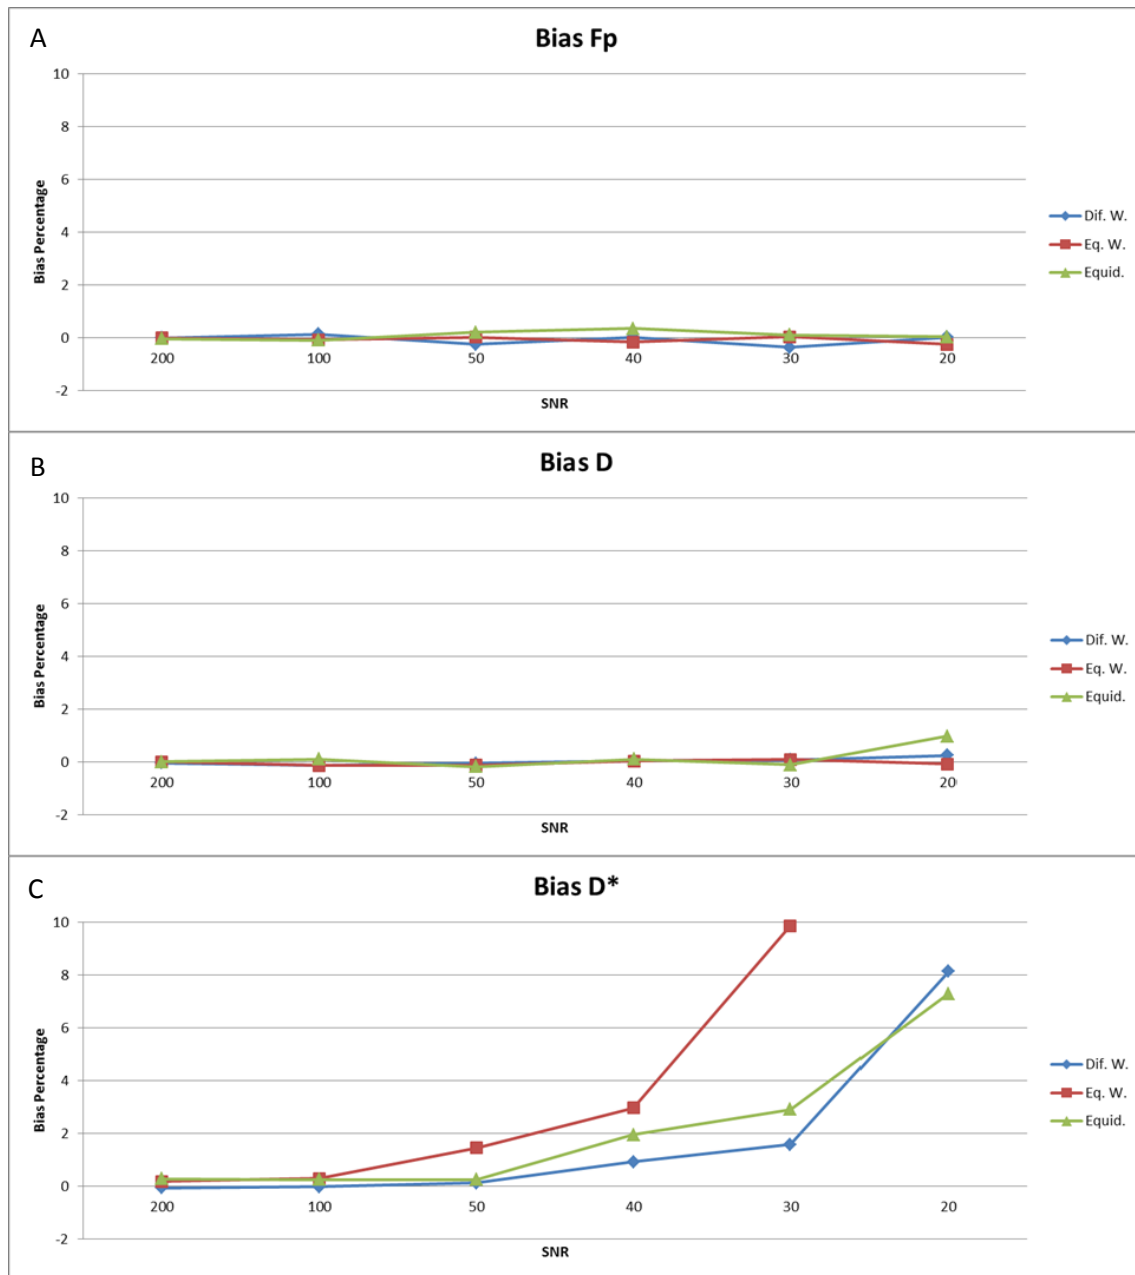 A
Bias Fp
10
8
6
4
2
0
-2
Bias Percentage
200 100 50 40 30 20
SNR
Dif. W.
Eq. W.
Equid.
B
Bias D
10
8
6
4
2
0
-2
Bias Percentage
200 100 50 40 30 20
SNR
Dif. W.
Eq. W.
Equid.
C
Bias D*
10
8
6
4
2
0
-2
Bias Percentage
200 100 50 40 30 20
SNR
Dif. W.
Eq. W.
Equid.